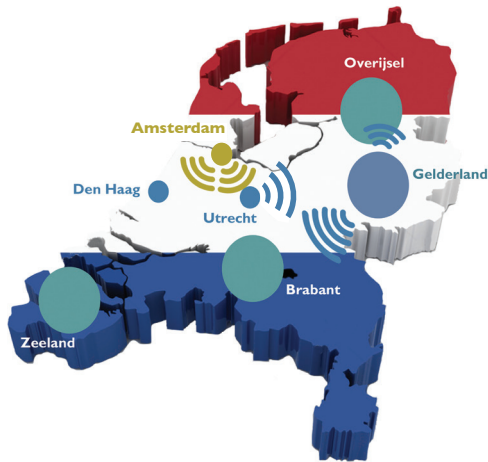 Overijsel
Amsterdam
Gelderland
Den Haag
Utrecht
Brabant
Zeeland